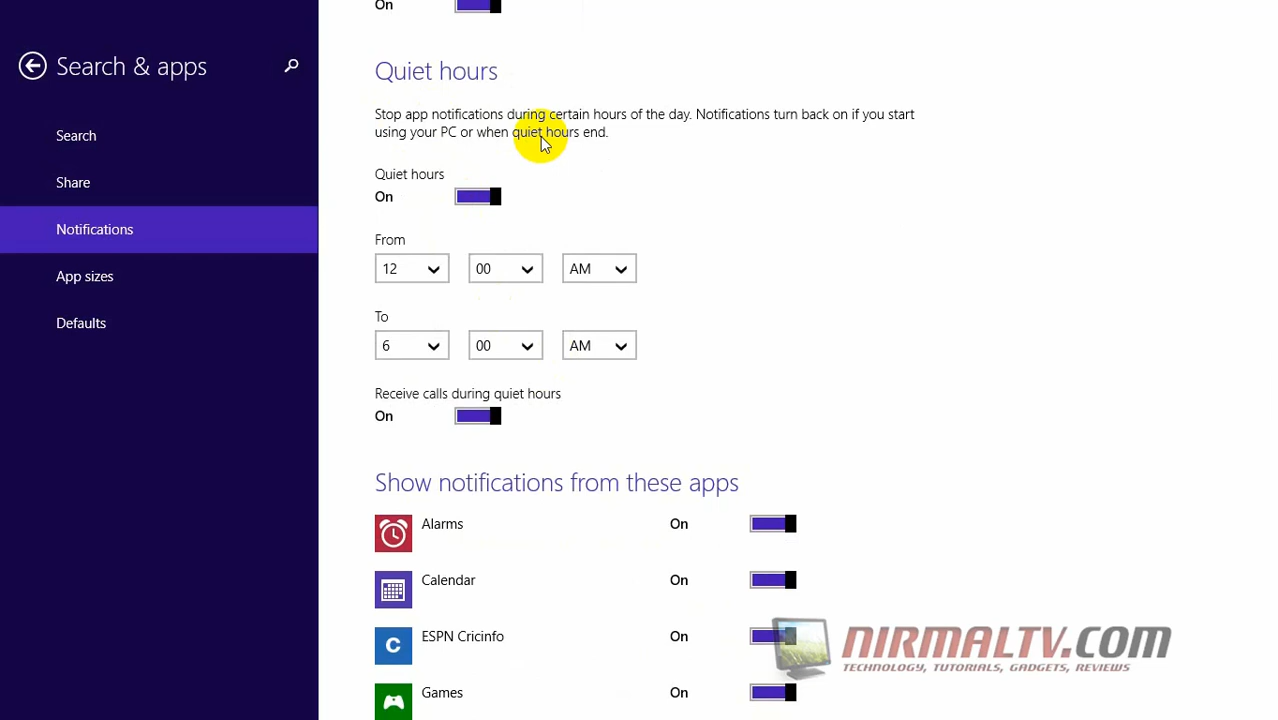 On
Search & apps
Search
Share
Notifications
App sizes
Defaults
Quiet hours
Stop app notifications during certain hours of the day. Notifications turn back on if you start
using your PC or when quiet hours end.
Quiet hours
On
From
12 00 AM
To
6 00 AM
Receive calls during quiet hours
On
Show notifications from these apps
Alarms On
Calendar On
C ESPN Cricinfo On
Games On
NIRMALTV.COM
TECHNOLOGY, TUTORIALS, GADGETS, REVIEWS